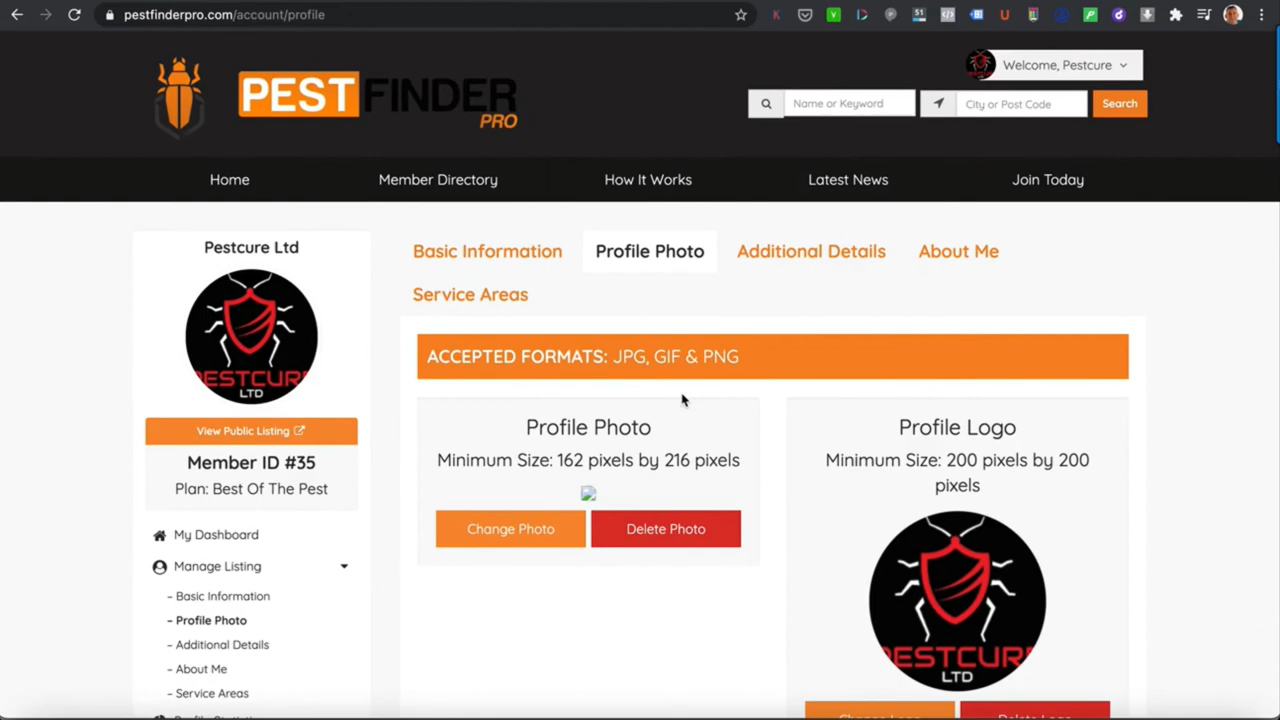 pestfinderpro.com/account/profile
51
PEST FINDER
PRO
Welcome, Pestcure
Name or Keyword
City or Post Code
Search
Home
Member Directory
How It Works
Latest News
Join Today
Pestcure Ltd
PESTCURE
LTD
View Public Listing
Member ID #35
Plan: Best Of The Pest
My Dashboard
Manage Listing
– Basic Information
– Profile Photo
– Additional Details
– About Me
– Service Areas
Basic Information
Profile Photo
Additional Details
About Me
Service Areas
ACCEPTED FORMATS: JPG, GIF & PNG
Profile Photo
Minimum Size: 162 pixels by 216 pixels
Change Photo
Delete Photo
Profile Logo
Minimum Size: 200 pixels by 200
pixels
PESTCURE
LTD